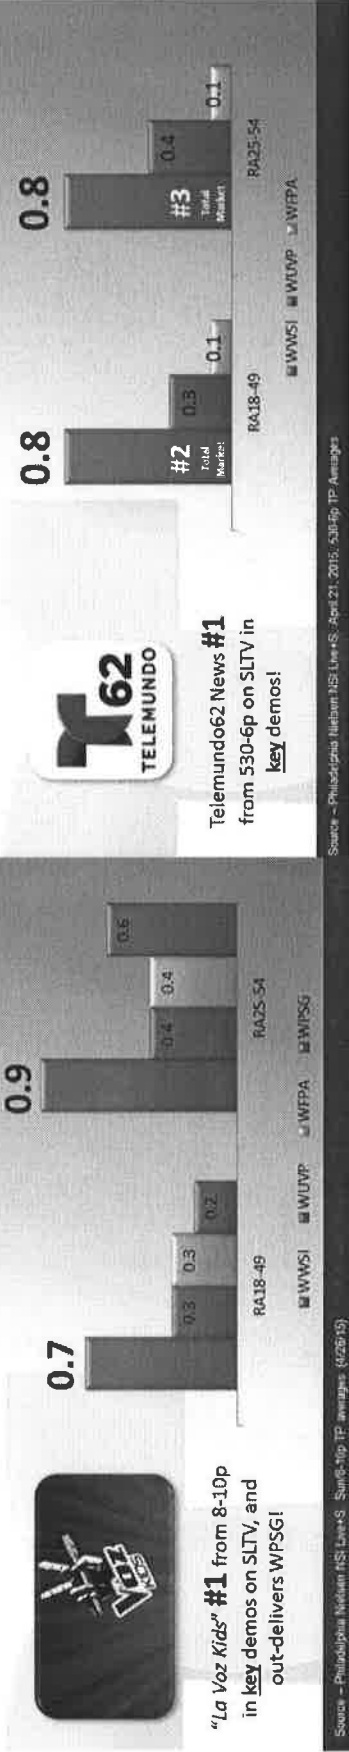 VOZ
KIDS
"La Voz Kids" #1 from 8-10p
in key demos on SLTV, and
out-delivers WPSG!
0.7
0.3
0.3
0.2
0.9
0.4
0.4
0.6
RA18-49
RA25-54
WWSI WUVP WFPA WPSG
Source – Philadelphia Nielsen NSI Live+S Sun/8-10p TP averages (4/26/15)
62
TELEMUNDO
Telemundo62 News #1
from 530-6p on SLTV in
key demos!
0.8
#2
Total
Market
0.3
0.1
0.8
#3
Total
Market
0.4
0.1
RA18-49
RA25-54
WWSI WUVP WFPA
Source – Philadelphia Nielsen NSI Live+S, April 21, 2015, 530-6p TP Averages